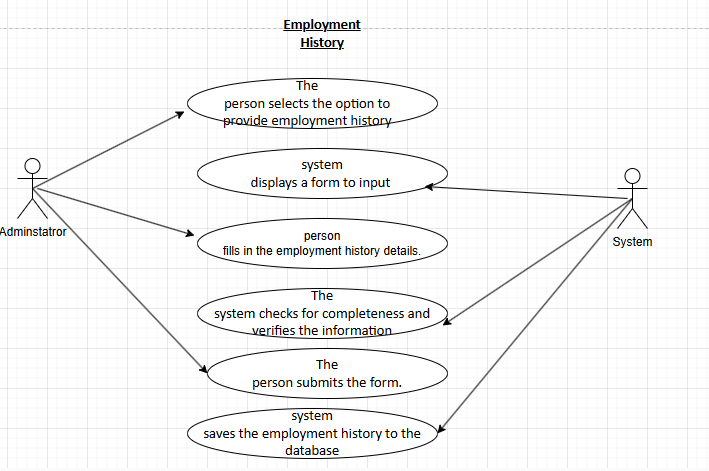 Employment
History
The
person selects the option to
provide employment history
system
displays a form to input
Adminstatror
System
person
fills in the employment history details.
The
system checks for completeness and
verifies the information
The
person submits the form.
system
saves the employment history to the
database